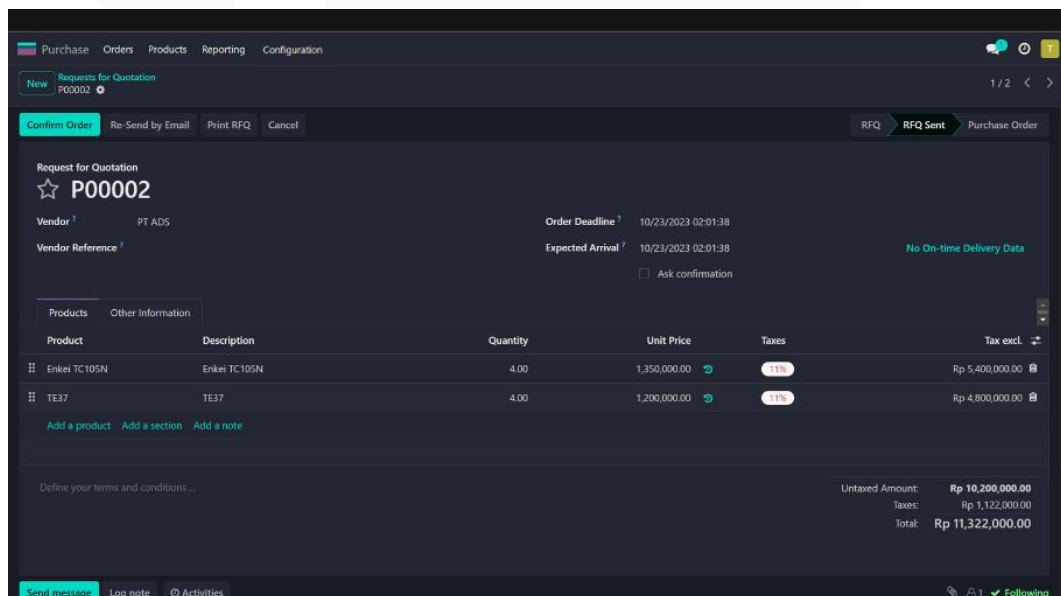 Purchase Orders Products Reporting Configuration T
New Requests for Quotation
P00002 1/2
Confirm Order Re-Send by Email Print RFQ Cancel RFQ RFQ Sent Purchase Order
Request for Quotation
P00002
Vendor ? PT ADS Order Deadline ? 10/23/2023 02:01:38
Vendor Reference ? Expected Arrival ? 10/23/2023 02:01:38 No On-time Delivery Data
Ask confirmation
Products Other Information
Product Description Quantity Unit Price Taxes Tax excl.
Enkei TC105N Enkei TC105N 4.00 1,350,000.00 11% Rp 5,400,000.00
TE37 TE37 4.00 1,200,000.00 11% Rp 4,800,000.00
Add a product Add a section Add a note
Define your terms and conditions ... Untaxed Amount: Rp 10,200,000.00
Taxes: Rp 1,122,000.00
Total: Rp 11,322,000.00
Send message Log note Activities 1 Following